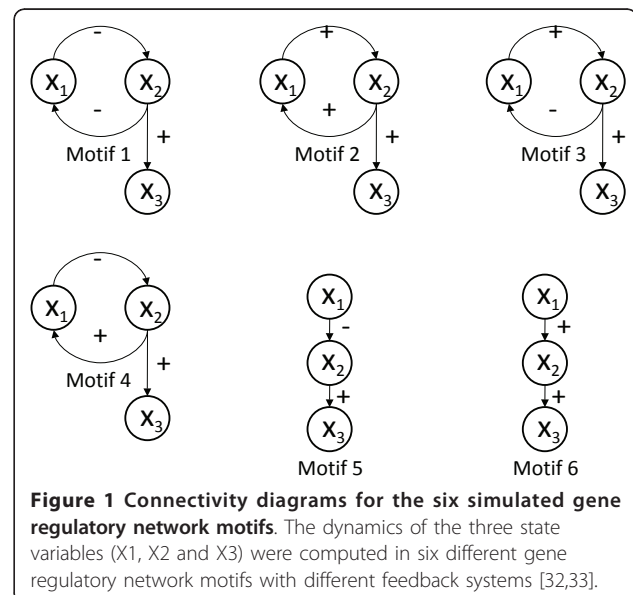 -
X1
X2
-
+
Motif 1
X3
+
X1
X2
+
+
Motif 2
X3
+
X1
X2
-
+
Motif 3
X3
-
X1
X2
+
+
Motif 4
X3
X1
-
X2
+
X3
Motif 5
X1
+
X2
+
X3
Motif 6
Figure 1 Connectivity diagrams for the six simulated gene
regulatory network motifs. The dynamics of the three state
variables (X1, X2 and X3) were computed in six different gene
regulatory network motifs with different feedback systems [32,33].